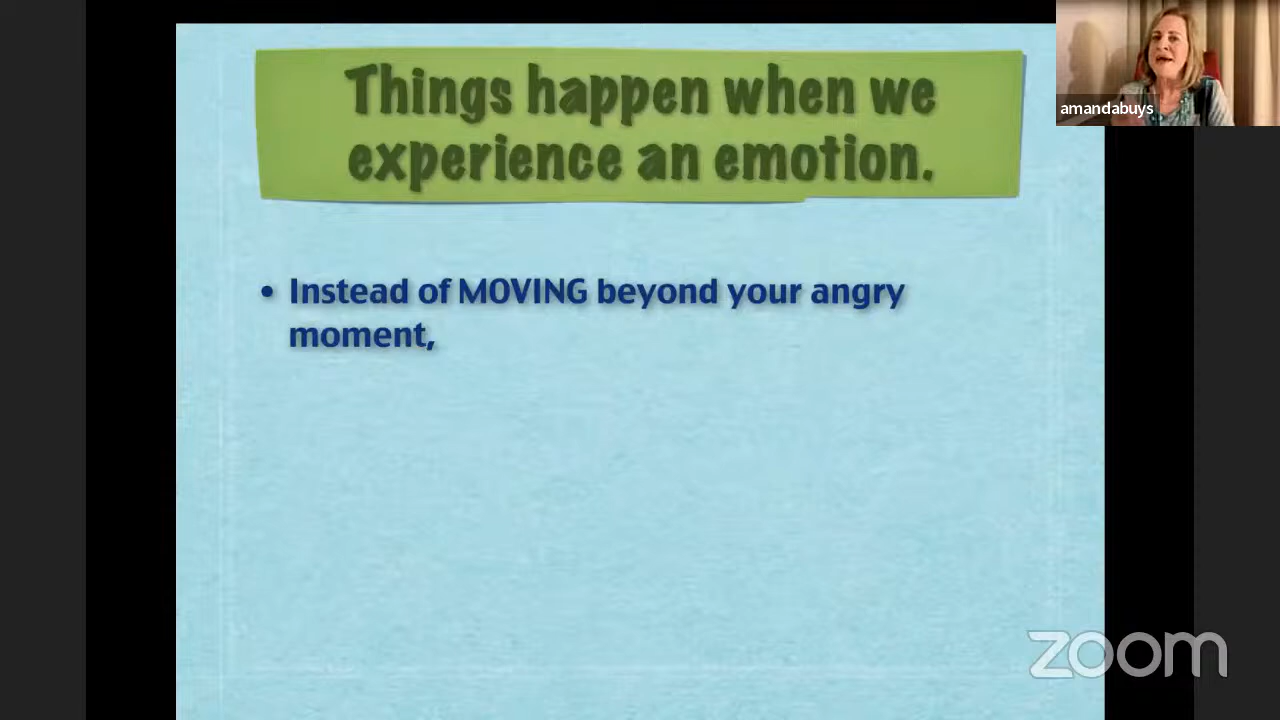 Things happen when we
experience an emotion.
amandabuys
• Instead of MOVING beyond your angry
moment,
zoom